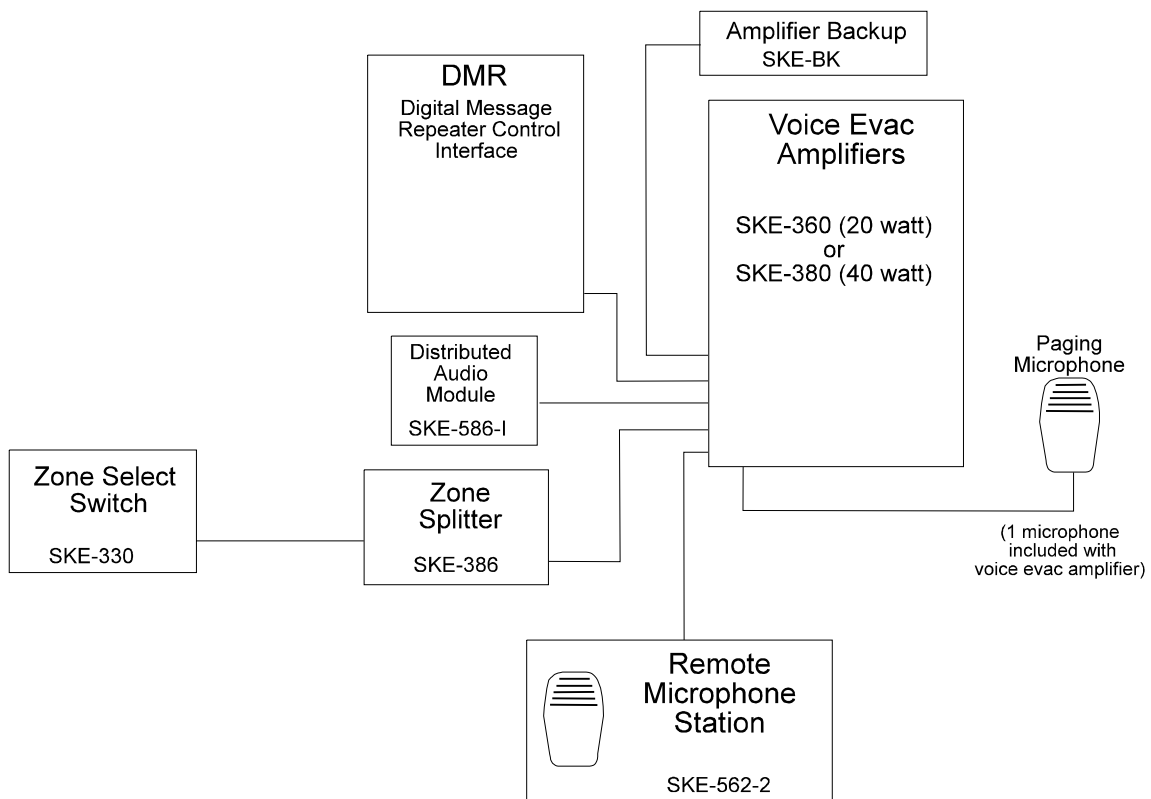 Amplifier Backup
SKE-BK
DMR
Digital Message
Repeater Control
Interface
Voice Evac
Amplifiers
SKE-360 (20 watt)
or
SKE-380 (40 watt)
Distributed
Audio
Module
SKE-586-I
Paging
Microphone
(1 microphone
included with
voice evac amplifier)
Zone Select
Switch
SKE-330
Zone
Splitter
SKE-386
Remote
Microphone
Station
SKE-562-2